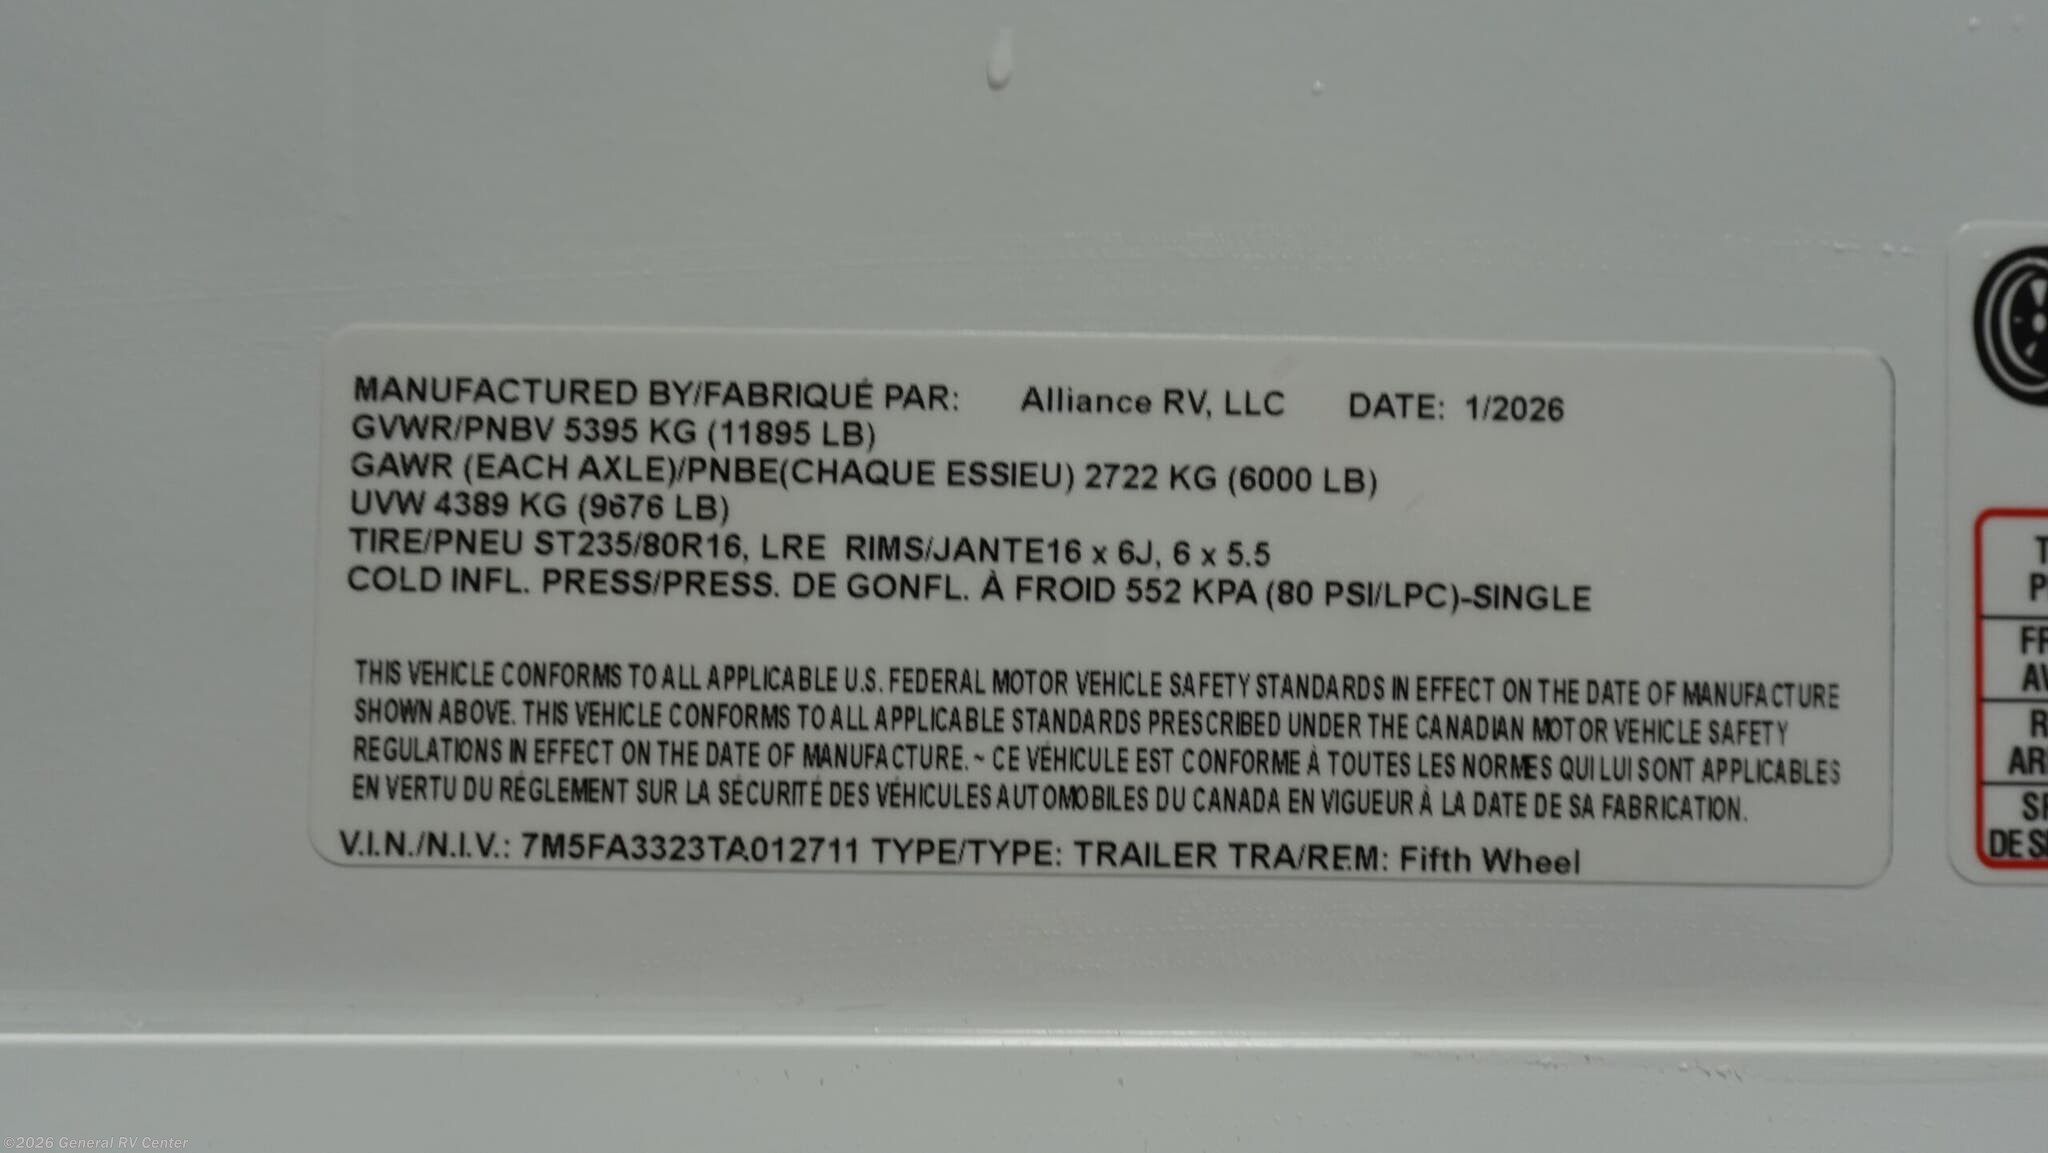 MANUFACTURED BY/FABRIQUÉ PAR: Alliance RV, LLC DATE: 1/2026
GVWR/PNBV 5395 KG (11895 LB)
GAWR (EACH AXLE)/PNBE(CHAQUE ESSIEU) 2722 KG (6000 LB)
UVW 4389 KG (9676 LB)
TIRE/PNEU ST235/80R16, LRE RIMS/JANTE16 x 6J, 6 x 5.5
COLD INFL. PRESS/PRESS. DE GONFL. À FROID 552 KPA (80 PSI/LPC)-SINGLE
THIS VEHICLE CONFORMS TO ALL APPLICABLE U.S. FEDERAL MOTOR VEHICLE SAFETY STANDARDS IN EFFECT ON THE DATE OF MANUFACTURE
SHOWN ABOVE. THIS VEHICLE CONFORMS TO ALL APPLICABLE STANDARDS PRESCRIBED UNDER THE CANADIAN MOTOR VEHICLE SAFETY
REGULATIONS IN EFFECT ON THE DATE OF MANUFACTURE. ~ CE VÉHICULE EST CONFORME À TOUTES LES NORMES QUI LUI SONT APPLICABLES
EN VERTU DU RÉGLEMENT SUR LA SÉCURITÉ DES VÉHICULES AUTOMOBILES DU CANADA EN VIGUEUR À LA DATE DE SA FABRICATION.
V.I.N./N.I.V.: 7M5FA3323TA012711 TYPE/TYPE: TRAILER TRA/REM: Fifth Wheel
©2026 General RV Center